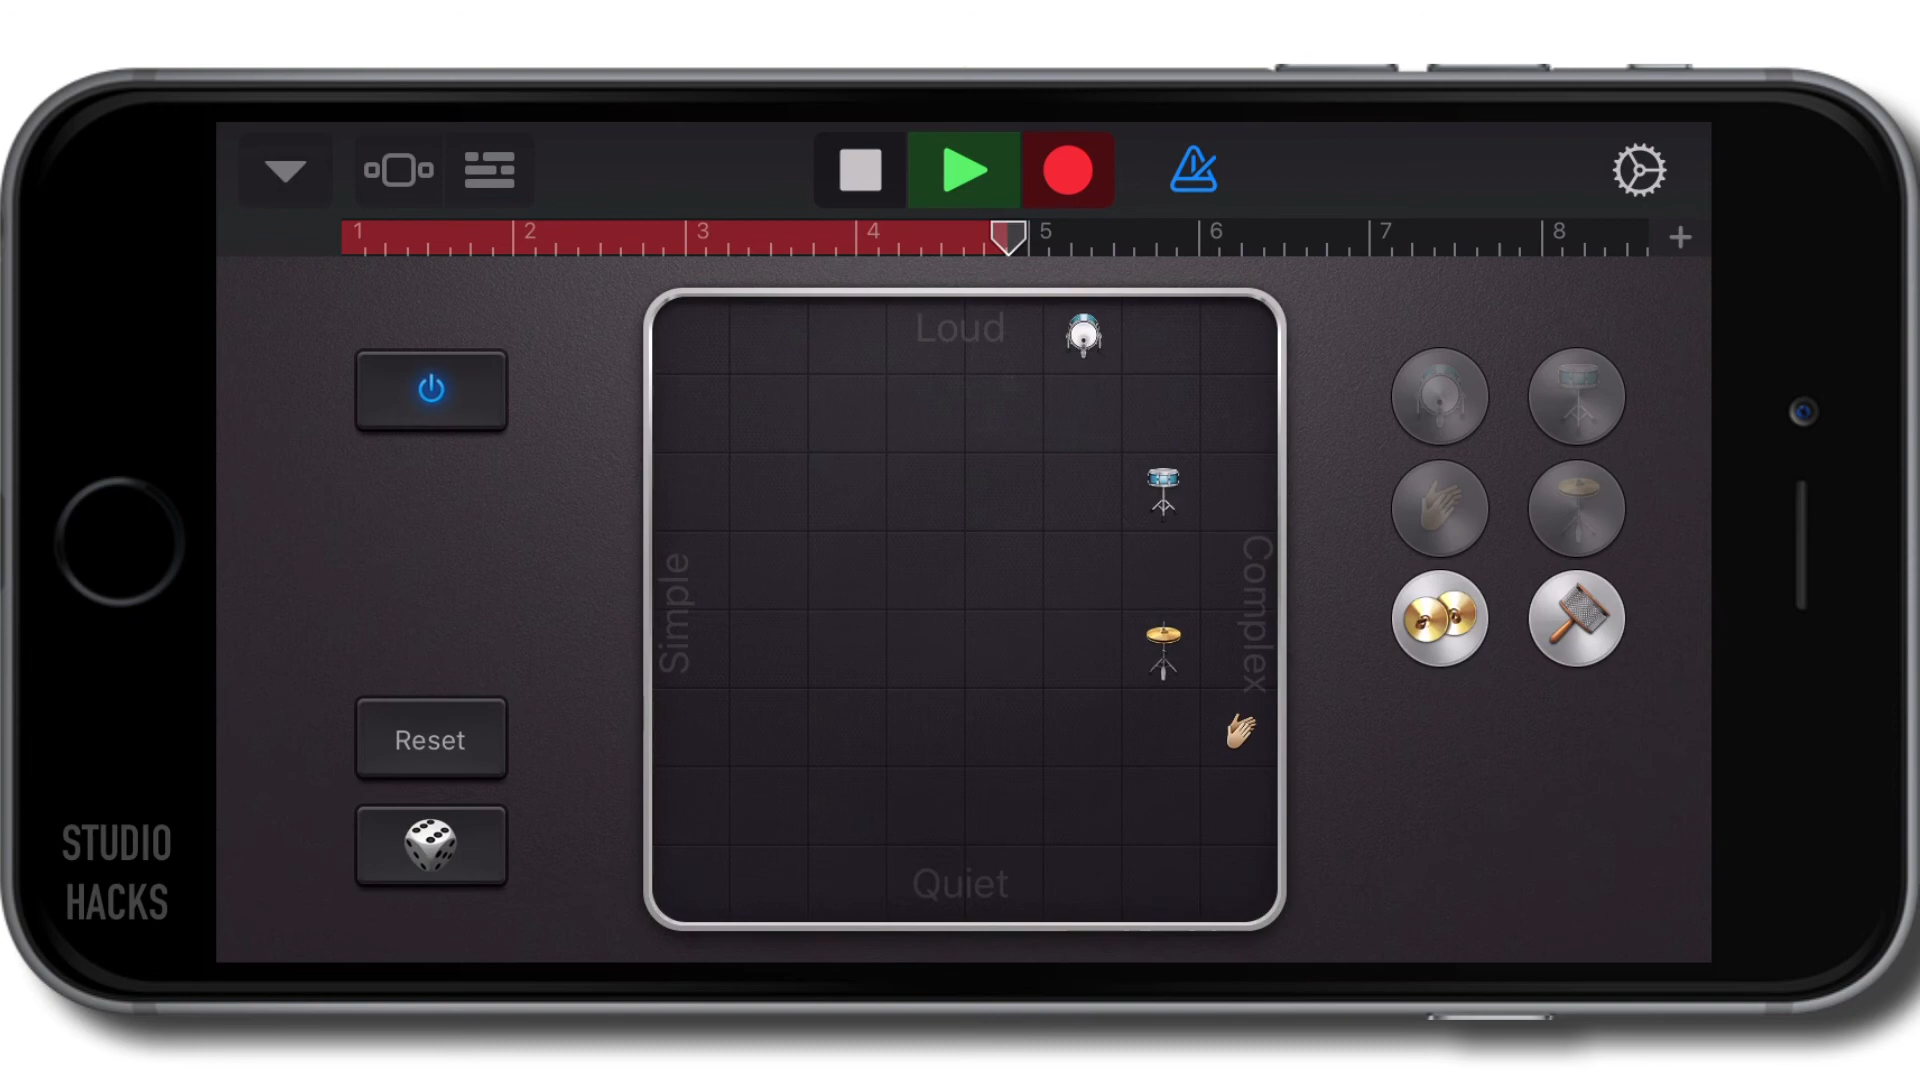 1 2 3 4 5 6 7 8 +
Loud
Simple
Complex
Reset
Quiet
STUDIO
HACKS